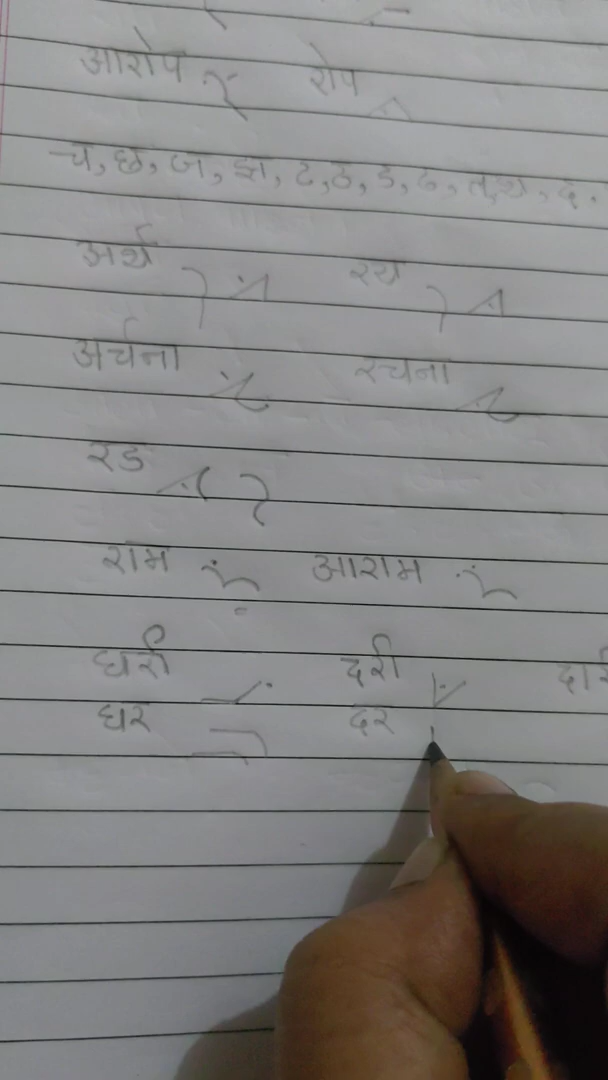 आरोप रोप
च, छ, ज, झ, ट, ठ, ड, ढ, त, थ, द.
अर्थ रथ
अर्चना रचना
रड
राम आराम
घरी दरी
घर दर